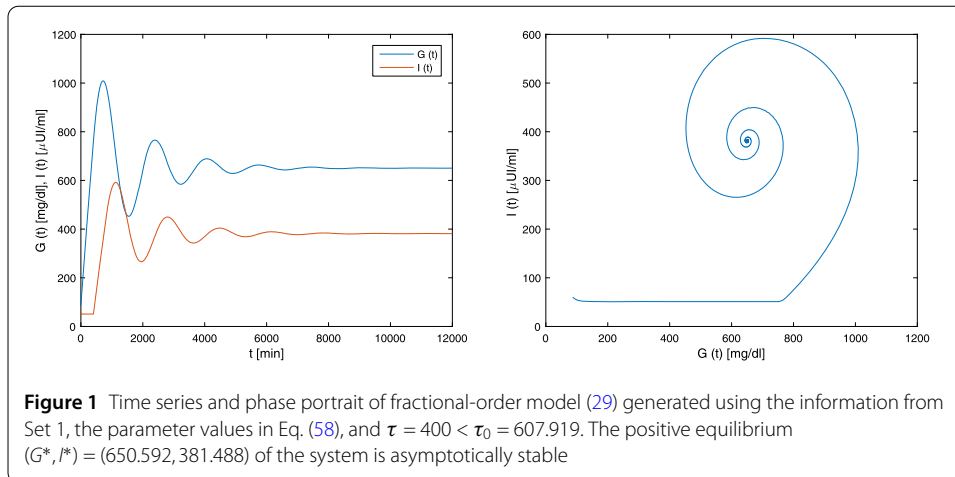 1200
1000
800
600
400
200
0
G (t) [mg/dl], I (t) [μUI/ml]
0 2000 4000 6000 8000 10000 12000
t [min]
G (t)
I (t)
600
500
400
300
200
100
0
I (t) [μUI/ml]
0 200 400 600 800 1000 1200
G (t) [mg/dl]
Figure 1 Time series and phase portrait of fractional-order model (29) generated using the information from
Set 1, the parameter values in Eq. (58), and τ = 400 < τ0 = 607.919. The positive equilibrium
(G*, I*) = (650.592, 381.488) of the system is asymptotically stable